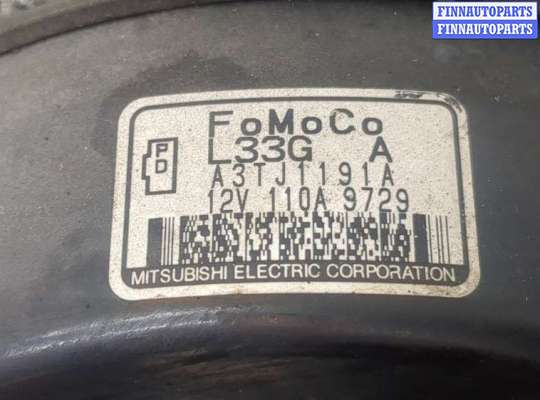 FINNAUTOPARTS
FINNAUTOPARTS
FoMoCo
L33G A
PD
A3TJ1191A
12V 110A 9729
MITSUBISHI ELECTRIC CORPORATION